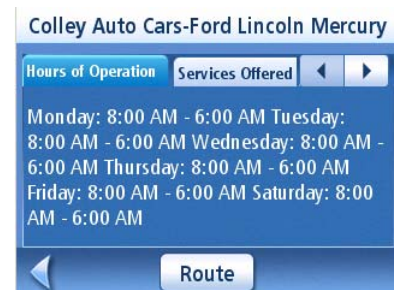 Colley Auto Cars-Ford Lincoln Mercury
Hours of Operation Services Offered
Monday: 8:00 AM - 6:00 AM Tuesday:
8:00 AM - 6:00 AM Wednesday: 8:00 AM -
6:00 AM Thursday: 8:00 AM - 6:00 AM
Friday: 8:00 AM - 6:00 AM Saturday: 8:00
AM - 6:00 AM
Route